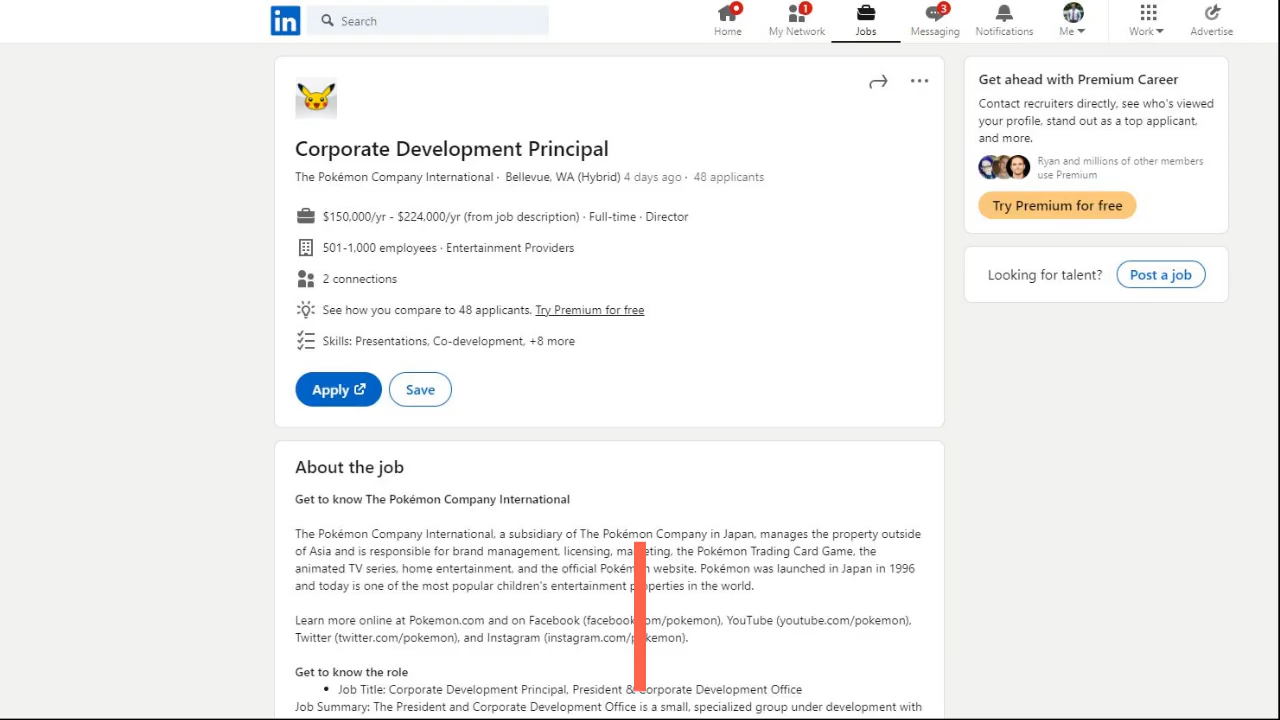 in
Search
Home
1
My Network
Jobs
3
Messaging
Notifications
Me
Work
Advertise
Corporate Development Principal
The Pokémon Company International · Bellevue, WA (Hybrid) 4 days ago · 48 applicants
$150,000/yr - $224,000/yr (from job description) · Full-time · Director
501-1,000 employees · Entertainment Providers
2 connections
See how you compare to 48 applicants. Try Premium for free
Skills: Presentations, Co-development, +8 more
Apply
Save
Get ahead with Premium Career
Contact recruiters directly, see who's viewed
your profile, stand out as a top applicant,
and more.
Ryan and millions of other members
use Premium
Try Premium for free
Looking for talent?
Post a job
About the job
Get to know The Pokémon Company International
The Pokémon Company International, a subsidiary of The Pokémon Company in Japan, manages the property outside
of Asia and is responsible for brand management, licensing, marketing, the Pokémon Trading Card Game, the
animated TV series, home entertainment, and the official Pokémon website. Pokémon was launched in Japan in 1996
and today is one of the most popular children's entertainment properties in the world.
Learn more online at Pokemon.com and on Facebook (facebook.com/pokemon), YouTube (youtube.com/pokemon),
Twitter (twitter.com/pokemon), and Instagram (instagram.com/pokemon).
Get to know the role
• Job Title: Corporate Development Principal, President & Corporate Development Office
Job Summary: The President and Corporate Development Office is a small, specialized group under development with